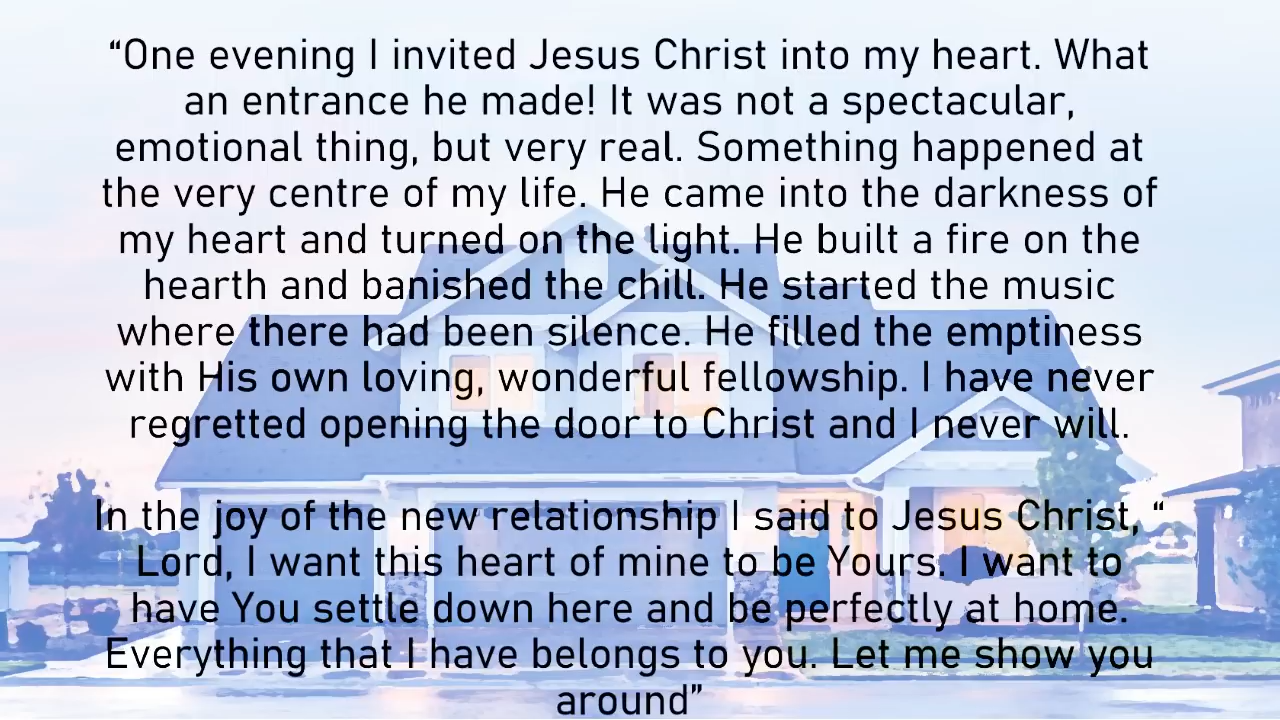 “One evening I invited Jesus Christ into my heart. What
an entrance he made! It was not a spectacular,
emotional thing, but very real. Something happened at
the very centre of my life. He came into the darkness of
my heart and turned on the light. He built a fire on the
hearth and banished the chill. He started the music
where there had been silence. He filled the emptiness
with His own loving, wonderful fellowship. I have never
regretted opening the door to Christ and I never will.
In the joy of the new relationship I said to Jesus Christ, “
Lord, I want this heart of mine to be Yours. I want to
have You settle down here and be perfectly at home.
Everything that I have belongs to you. Let me show you
around”